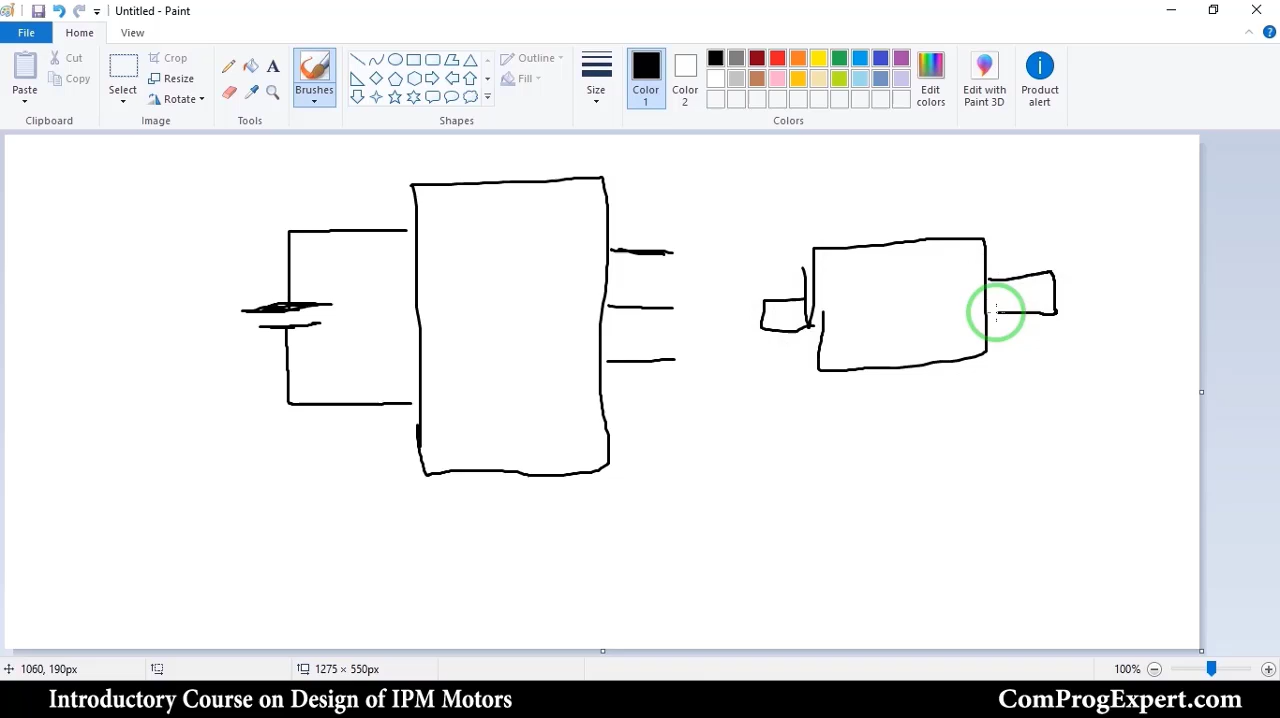 Untitled - Paint
File Home View
Paste
Cut
Copy
Clipboard
Select
Crop
Resize
Rotate
Image
A
Tools
Brushes
Outline
Fill
Shapes
Size
Color 1
Color 2
Edit colors
Colors
Edit with Paint 3D
Product alert
1060, 190px
1275 × 550px
100%
Introductory Course on Design of IPM Motors
ComProgExpert.com